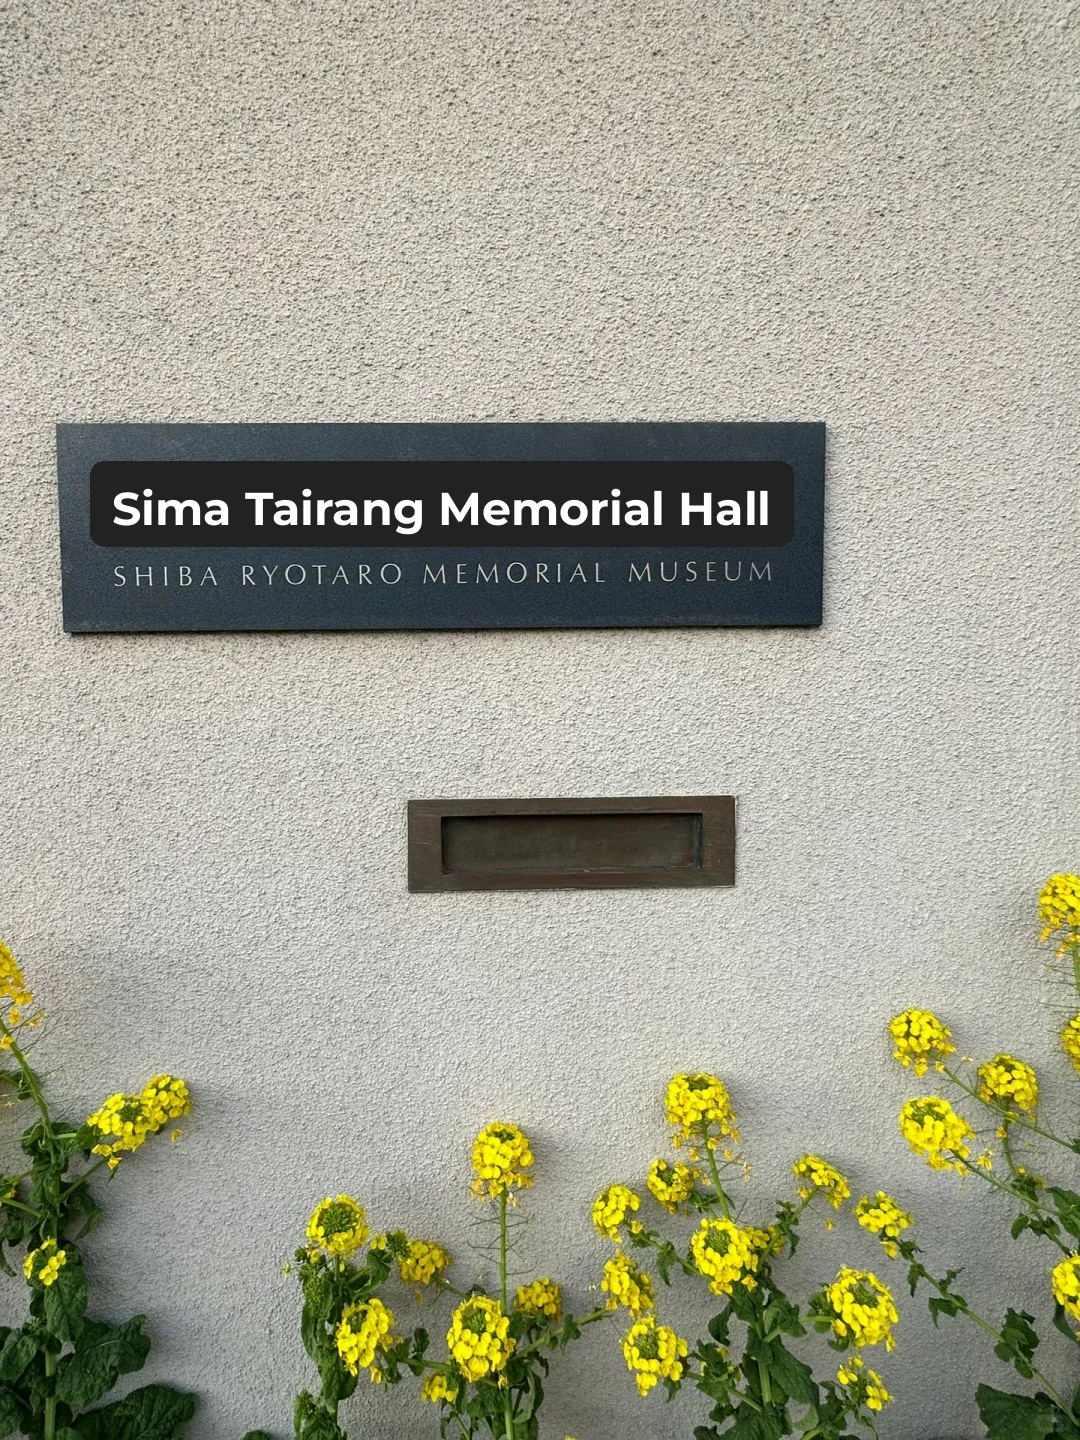 Sima Tairang Memorial Hall
SHIBA RYOTARO MEMORIAL MUSEUM